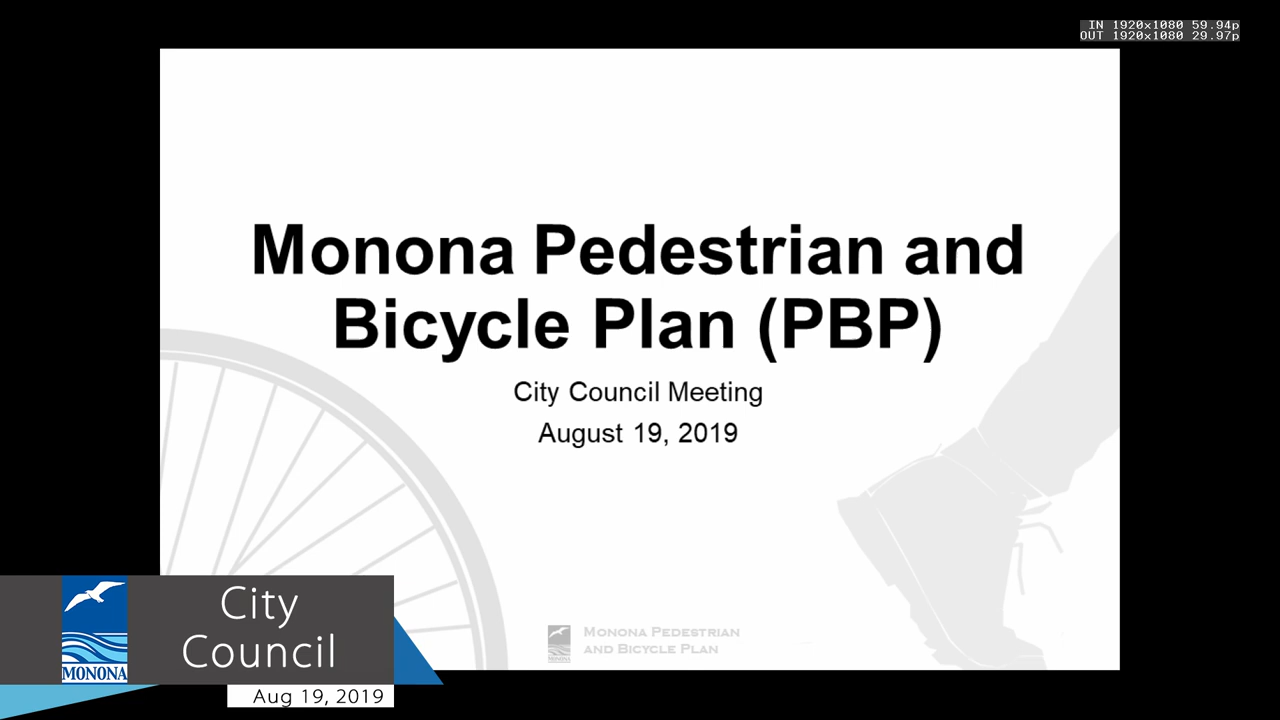 IN 1920x1080 59.94p
OUT 1920x1080 29.97p
Monona Pedestrian and
Bicycle Plan (PBP)
City Council Meeting
August 19, 2019
MONONA PEDESTRIAN
AND BICYCLE PLAN
MONONA
City
Council
MONONA
Aug 19, 2019